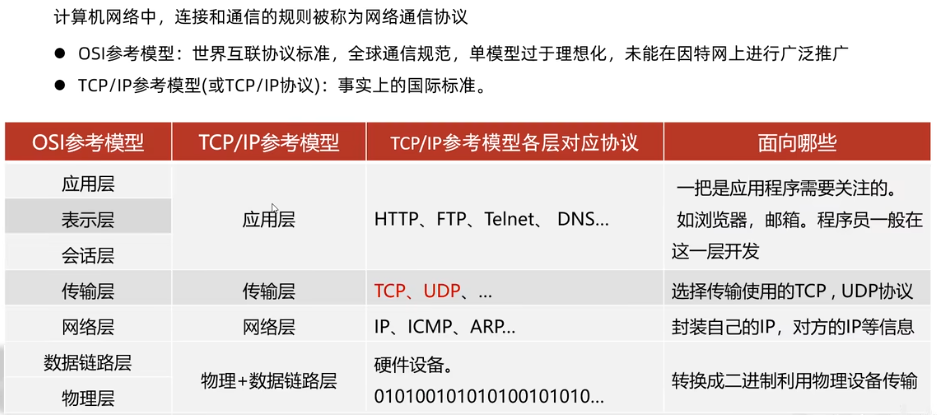 计算机网络中，连接和通信的规则被称为网络通信协议
● OSI参考模型：世界互联协议标准，全球通信规范，单模型过于理想化，未能在因特网上进行广泛推广
● TCP/IP参考模型(或TCP/IP协议)：事实上的国际标准。
OSI参考模型 TCP/IP参考模型 TCP/IP参考模型各层对应协议 面向哪些
应用层
表示层
会话层
应用层
HTTP、FTP、Telnet、 DNS...
一把是应用程序需要关注的。
如浏览器，邮箱。程序员一般在
这一层开发
传输层 传输层 TCP、UDP、... 选择传输使用的TCP , UDP协议
网络层 网络层 IP、ICMP、ARP... 封装自己的IP，对方的IP等信息
数据链路层
物理层
物理+数据链路层
硬件设备。
010100101010100101010...
转换成二进制利用物理设备传输